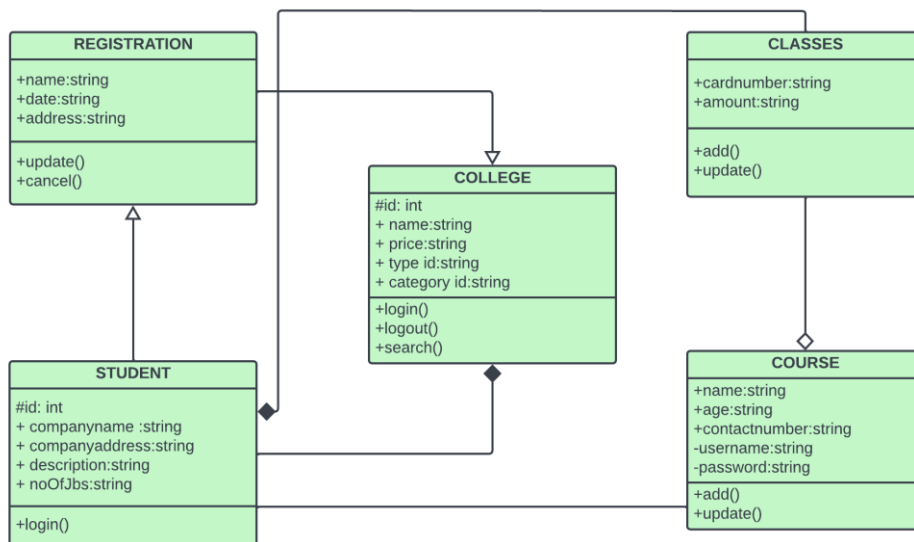 REGISTRATION
+name:string
+date:string
+address:string
+update()
+cancel()
CLASSES
+cardnumber:string
+amount:string
+add()
+update()
COLLEGE
#id: int
+ name:string
+ price:string
+ type id:string
+ category id:string
+login()
+logout()
+search()
STUDENT
#id: int
+ companyname :string
+ companyaddress:string
+ description:string
+ noOfJbs:string
+login()
COURSE
+name:string
+age:string
+contactnumber:string
-username:string
-password:string
+add()
+update()